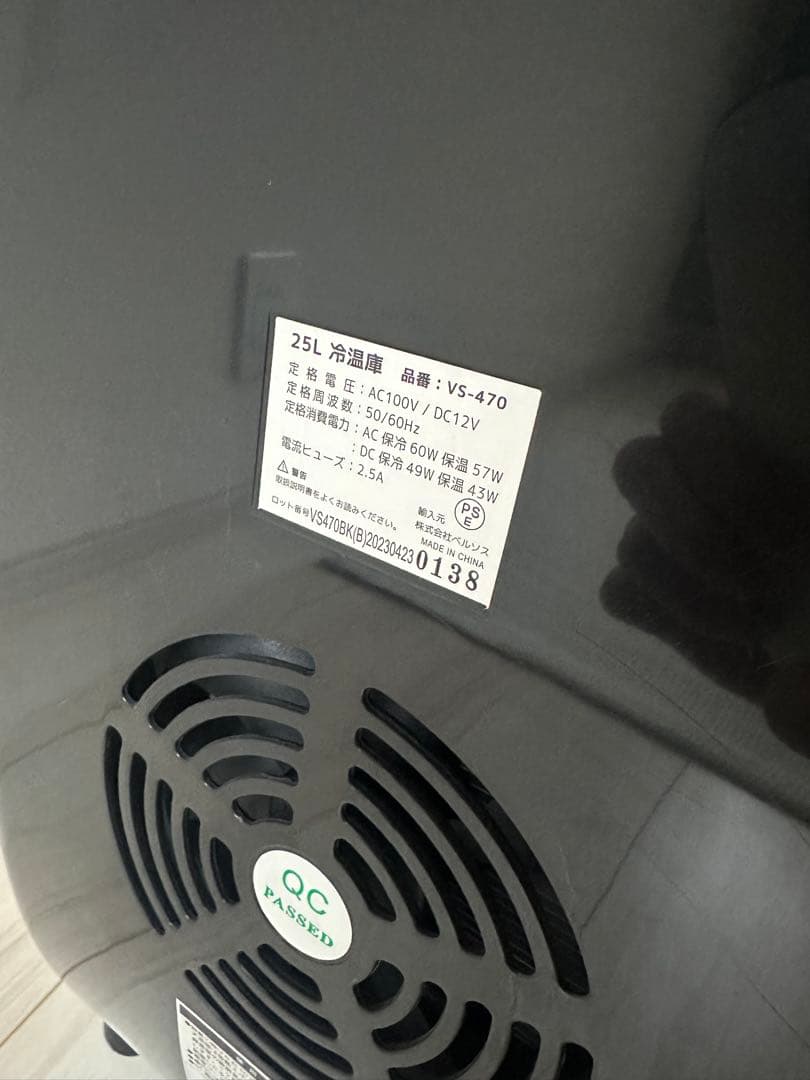 25L 冷温庫 品番：VS-470
定格電圧：AC100V / DC12V
定格周波数：50/60Hz
定格消費電力：AC 保冷 60W 保温 57W
：DC 保冷 49W 保温 43W
電流ヒューズ：2.5A
⚠警告
取扱説明書をよくお読みください。
輸入元
株式会社ベルソス
PS
E
MADE IN CHINA
ロット番号VS470BK(B)202304230138
QC
PASSED